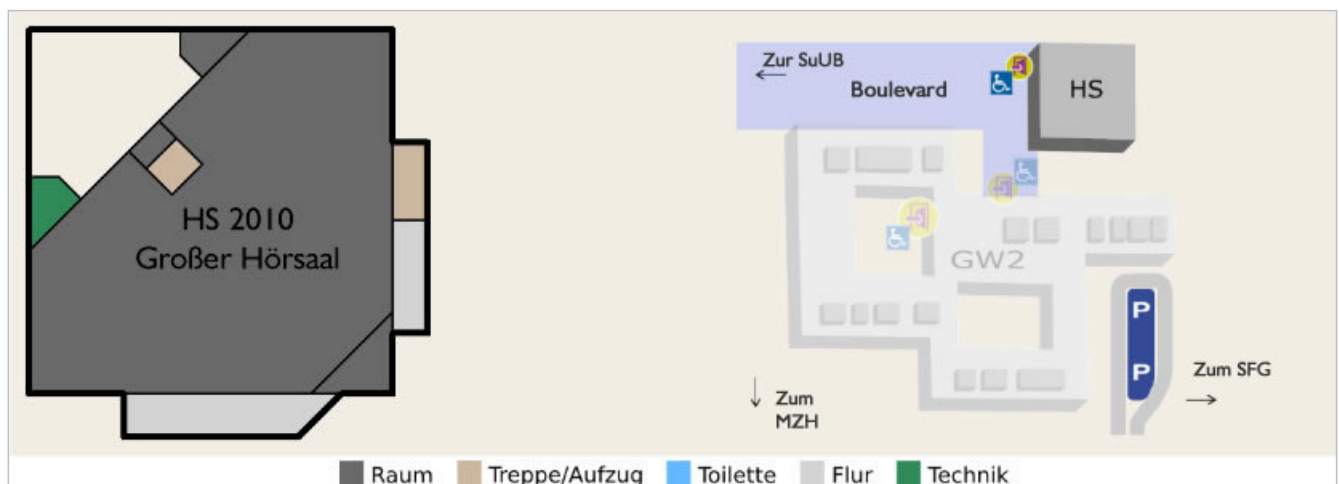 HS 2010
Großer Hörsaal
Zur SuUB
←
Boulevard
HS
GW2
P
P
Zum SFG
→
↓ Zum
MZH
Raum Treppe/Aufzug Toilette Flur Technik